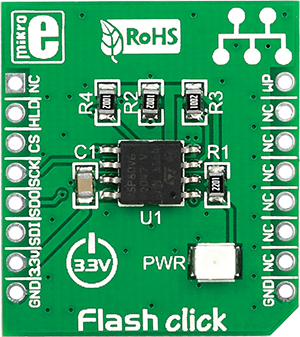 mikro
e
RoHS
R4 R2 R3
NC WP
HLD NC
CS NC
SCK NC
SDO NC
SDI NC
3.3V NC
GND GND
C1 R1
U1
3.3V
PWR
Flash click